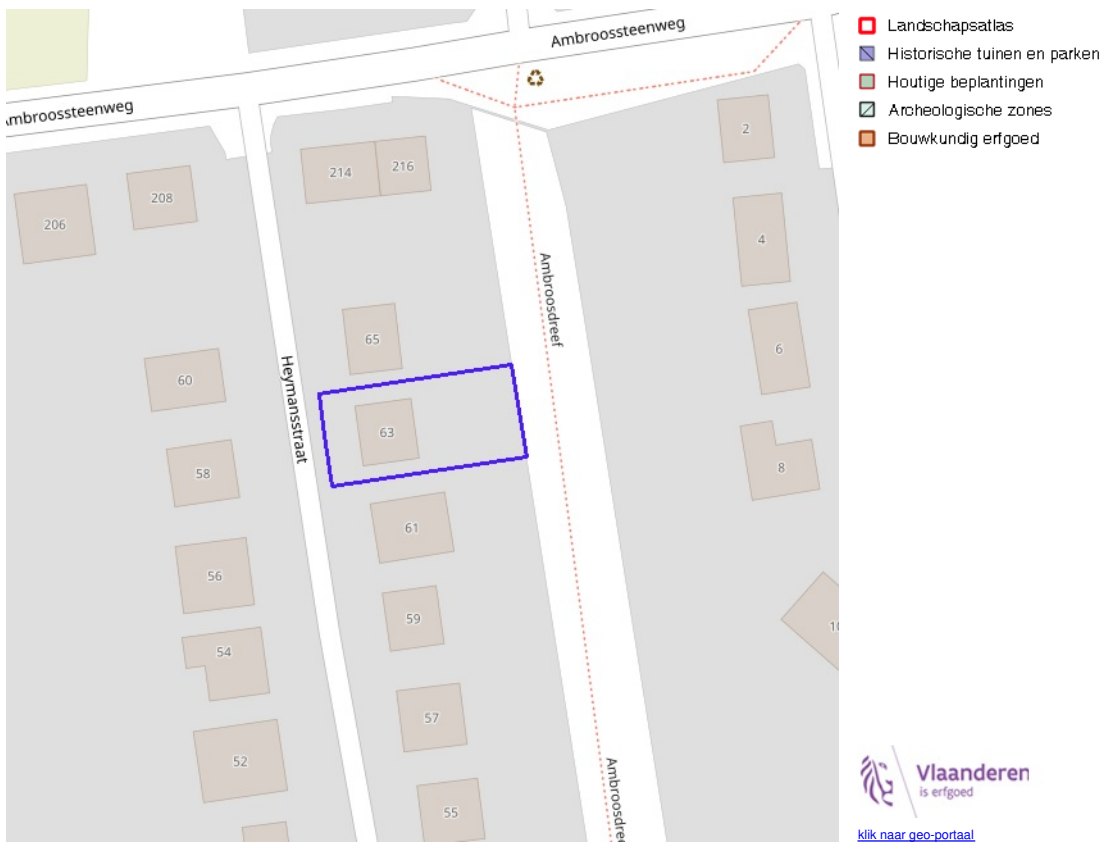 Ambroossteenweg
Ambroossteenweg
2
214
216
208
206
4
Ambroosdreef
65
6
60
Heymansstraat
63
58
8
61
56
59
10
54
57
52
55
Ambroosdree
Landschapsatlas
Historische tuinen en parken
Houtige beplantingen
Archeologische zones
Bouwkundig erfgoed
Vlaanderen
is erfgoed
klik naar geo-portaal